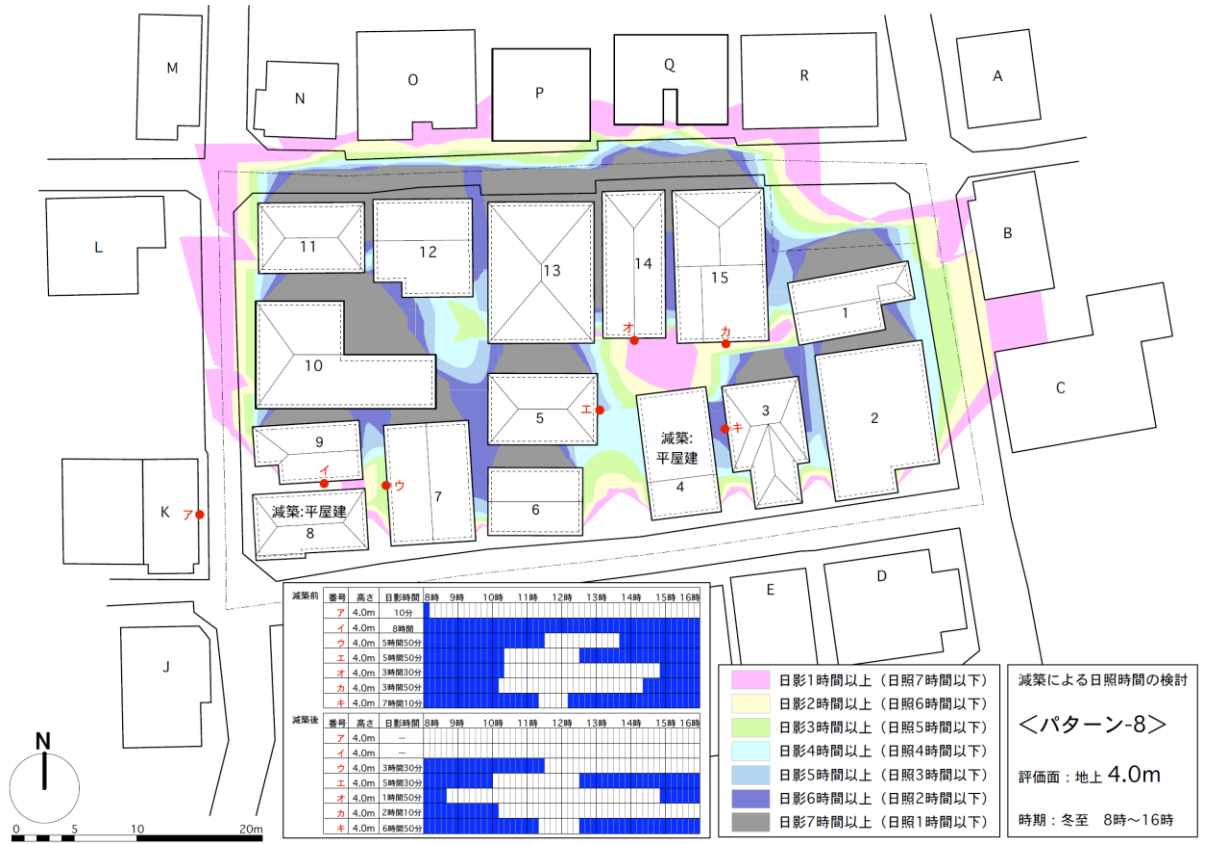 M
N
O
P
Q
R
A
L
11
12
13
14
15
1
B
C
オ
カ
10
5
エ
3
キ
2
減築:
平屋建
4
9
イ
ウ
7
6
K
ア
減築:平屋建
8
J
E
D
N
0 5 10 20m
減築前 番号 高さ 日影時間 8時 9時 10時 11時 12時 13時 14時 15時 16時
ア 4.0m 10分
イ 4.0m 8時間
ウ 4.0m 5時間50分
エ 4.0m 5時間50分
オ 4.0m 3時間30分
カ 4.0m 3時間50分
キ 4.0m 7時間10分
減築後 番号 高さ 日影時間 8時 9時 10時 11時 12時 13時 14時 15時 16時
ア 4.0m －
イ 4.0m －
ウ 4.0m 3時間30分
エ 4.0m 5時間30分
オ 4.0m 1時間50分
カ 4.0m 2時間10分
キ 4.0m 6時間50分
日影1時間以上（日照7時間以下）
日影2時間以上（日照6時間以下）
日影3時間以上（日照5時間以下）
日影4時間以上（日照4時間以下）
日影5時間以上（日照3時間以下）
日影6時間以上（日照2時間以下）
日影7時間以上（日照1時間以下）
減築による日照時間の検討
＜パターン-8＞
評価面：地上 4.0m
時期：冬至 8時〜16時